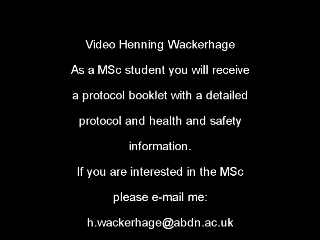 Video Henning Wackerhage
As a MSc student you will receive
a protocol booklet with a detailed
protocol and health and safety
information.
If you are interested in the MSc
please e-mail me:
h.wackerhage@abdn.ac.uk